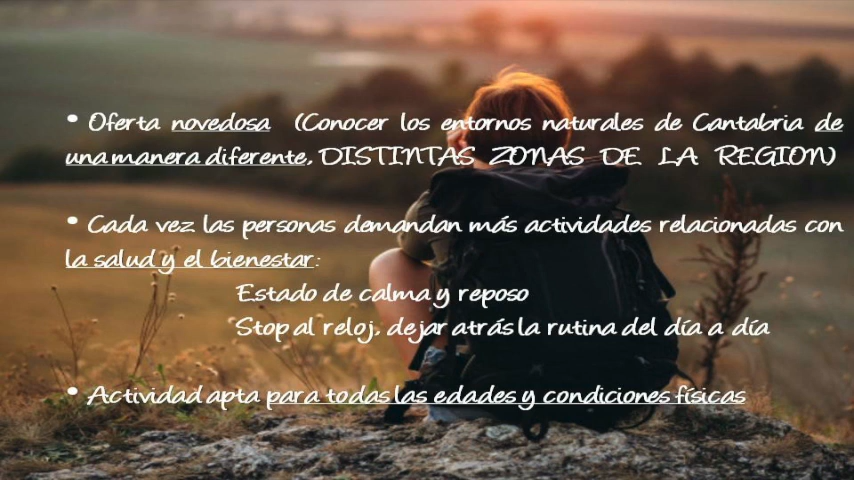 • Oferta novedosa (Conocer los entornos naturales de Cantabria de
una manera diferente, DISTINTAS ZONAS DE LA REGION)
• Cada vez las personas demandan más actividades relacionadas con
la salud y el bienestar:
Estado de calma y reposo
Stop al reloj, dejar atrás la rutina del día a día
• Actividad apta para todas las edades y condiciones físicas